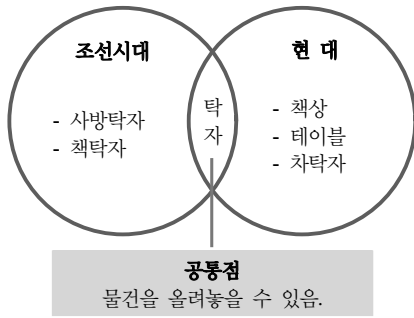 조선시대
- 사방탁자
- 책탁자
탁
자
현 대
- 책상
- 테이블
- 차탁자
공통점
물건을 올려놓을 수 있음.